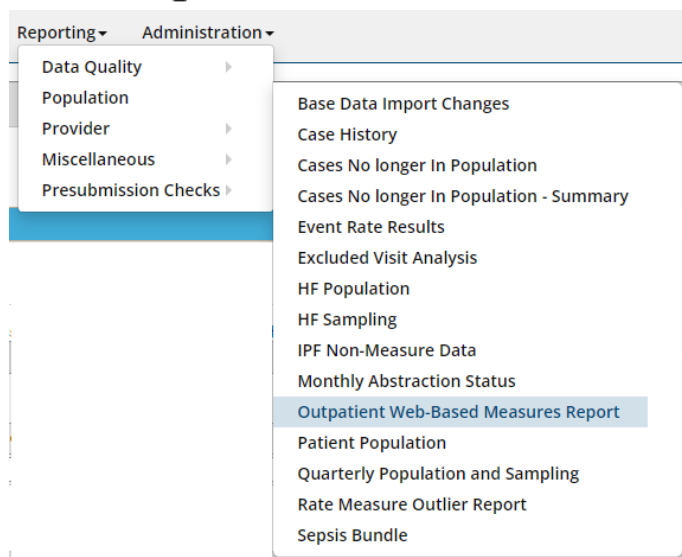 Reporting Administration
Data Quality
Population
Provider
Miscellaneous
Presubmission Checks
Base Data Import Changes
Case History
Cases No longer In Population
Cases No longer In Population - Summary
Event Rate Results
Excluded Visit Analysis
HF Population
HF Sampling
IPF Non-Measure Data
Monthly Abstraction Status
Outpatient Web-Based Measures Report
Patient Population
Quarterly Population and Sampling
Rate Measure Outlier Report
Sepsis Bundle